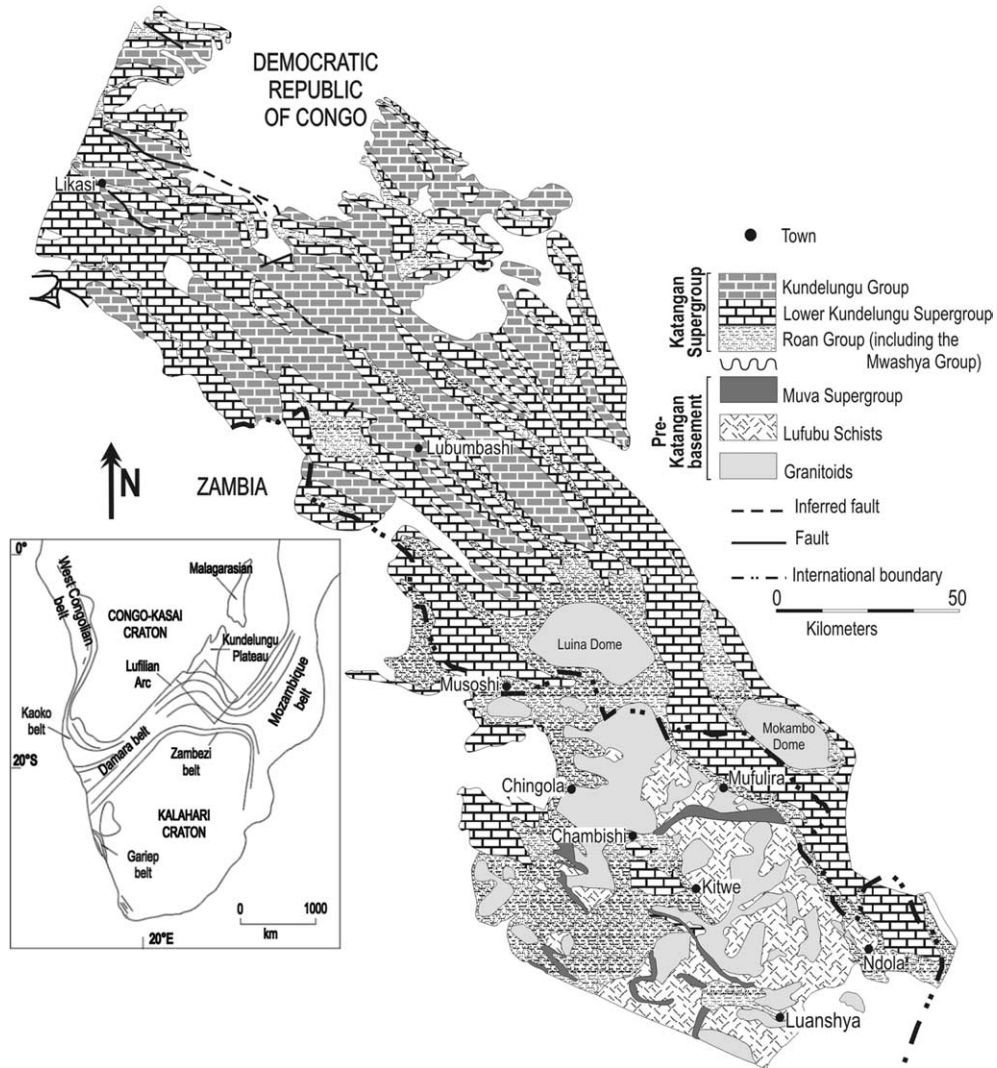 DEMOCRATIC
REPUBLIC
OF CONGO
Likasi
Town
Katangan
Supergroup
Kundelungu Group
Lower Kundelungu Supergroup
Roan Group (including the
Mwashya Group)
Pre-
Katangan
basement
Muva Supergroup
Lufubu Schists
Granitoids
Inferred fault
Fault
International boundary
0 50
Kilometers
N
ZAMBIA
Lubumbashi
Luina Dome
Musoshi
Mokambo
Dome
Mufulira
Chingola
Chambishi
Kitwe
Ndola
Luanshya
0°
West Congolian
belt
Malagarasian
CONGO-KASAI
CRATON
Kundelungu
Plateau
Lufilian
Arc
Mozambique
belt
Kaoko
belt
Damara belt
Zambezi
belt
20°S
KALAHARI
CRATON
Gariep
belt
0 1000
km
20°E